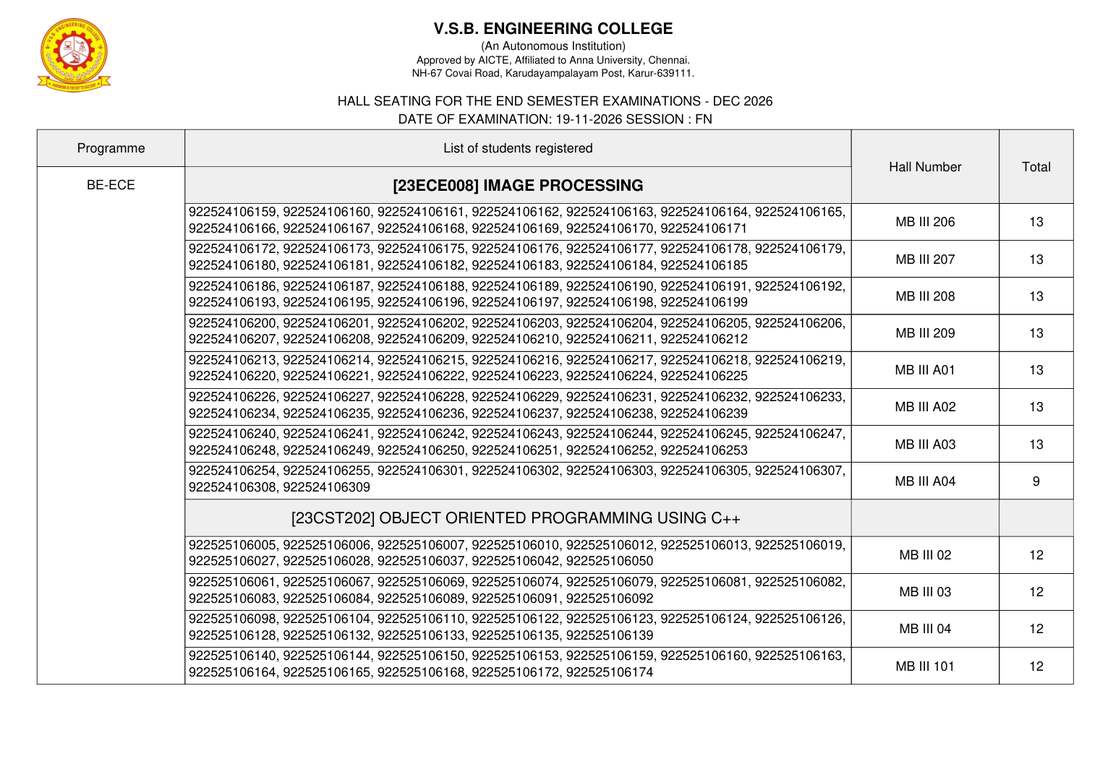 V.S.B. ENGINEERING COLLEGE
(An Autonomous Institution)
Approved by AICTE, Affiliated to Anna University, Chennai.
NH-67 Covai Road, Karudayampalayam Post, Karur-639111.
HALL SEATING FOR THE END SEMESTER EXAMINATIONS - DEC 2026
DATE OF EXAMINATION: 19-11-2026 SESSION : FN
Programme List of students registered Hall Number Total
BE-ECE [23ECE008] IMAGE PROCESSING
922524106159, 922524106160, 922524106161, 922524106162, 922524106163, 922524106164, 922524106165,
922524106166, 922524106167, 922524106168, 922524106169, 922524106170, 922524106171
MB III 206 13
922524106172, 922524106173, 922524106175, 922524106176, 922524106177, 922524106178, 922524106179,
922524106180, 922524106181, 922524106182, 922524106183, 922524106184, 922524106185
MB III 207 13
922524106186, 922524106187, 922524106188, 922524106189, 922524106190, 922524106191, 922524106192,
922524106193, 922524106195, 922524106196, 922524106197, 922524106198, 922524106199
MB III 208 13
922524106200, 922524106201, 922524106202, 922524106203, 922524106204, 922524106205, 922524106206,
922524106207, 922524106208, 922524106209, 922524106210, 922524106211, 922524106212
MB III 209 13
922524106213, 922524106214, 922524106215, 922524106216, 922524106217, 922524106218, 922524106219,
922524106220, 922524106221, 922524106222, 922524106223, 922524106224, 922524106225
MB III A01 13
922524106226, 922524106227, 922524106228, 922524106229, 922524106231, 922524106232, 922524106233,
922524106234, 922524106235, 922524106236, 922524106237, 922524106238, 922524106239
MB III A02 13
922524106240, 922524106241, 922524106242, 922524106243, 922524106244, 922524106245, 922524106247,
922524106248, 922524106249, 922524106250, 922524106251, 922524106252, 922524106253
MB III A03 13
922524106254, 922524106255, 922524106301, 922524106302, 922524106303, 922524106305, 922524106307,
922524106308, 922524106309
MB III A04 9
[23CST202] OBJECT ORIENTED PROGRAMMING USING C++
922525106005, 922525106006, 922525106007, 922525106010, 922525106012, 922525106013, 922525106019,
922525106027, 922525106028, 922525106037, 922525106042, 922525106050
MB III 02 12
922525106061, 922525106067, 922525106069, 922525106074, 922525106079, 922525106081, 922525106082,
922525106083, 922525106084, 922525106089, 922525106091, 922525106092
MB III 03 12
922525106098, 922525106104, 922525106110, 922525106122, 922525106123, 922525106124, 922525106126,
922525106128, 922525106132, 922525106133, 922525106135, 922525106139
MB III 04 12
922525106140, 922525106144, 922525106150, 922525106153, 922525106159, 922525106160, 922525106163,
922525106164, 922525106165, 922525106168, 922525106172, 922525106174
MB III 101 12